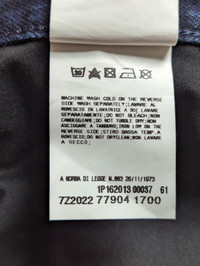 MACHINE WASH COLD ON THE REVERSE
SIDE WASH SEPARATELY;LAVARE AL
ROVESCIO IN LAVATRICE A 30| LAVARE
SEPARATAMENTE;DO NOT BLEACH;NON
CANDEGGIARE;DO NOT TUMBLE DRY;NON
ASCIUGARE A TAMBURO;IRON LOW ON THE
REVERSE SIDE;STIRO BASSA TEMP.A
ROVESCIO;DO NOT DRYCLEAN;NON LAVARE
A SECCO;
A NORMA DI LEGGE N.883 26/11/1973
1P162013 00037 61
7Z2022 77904 1700